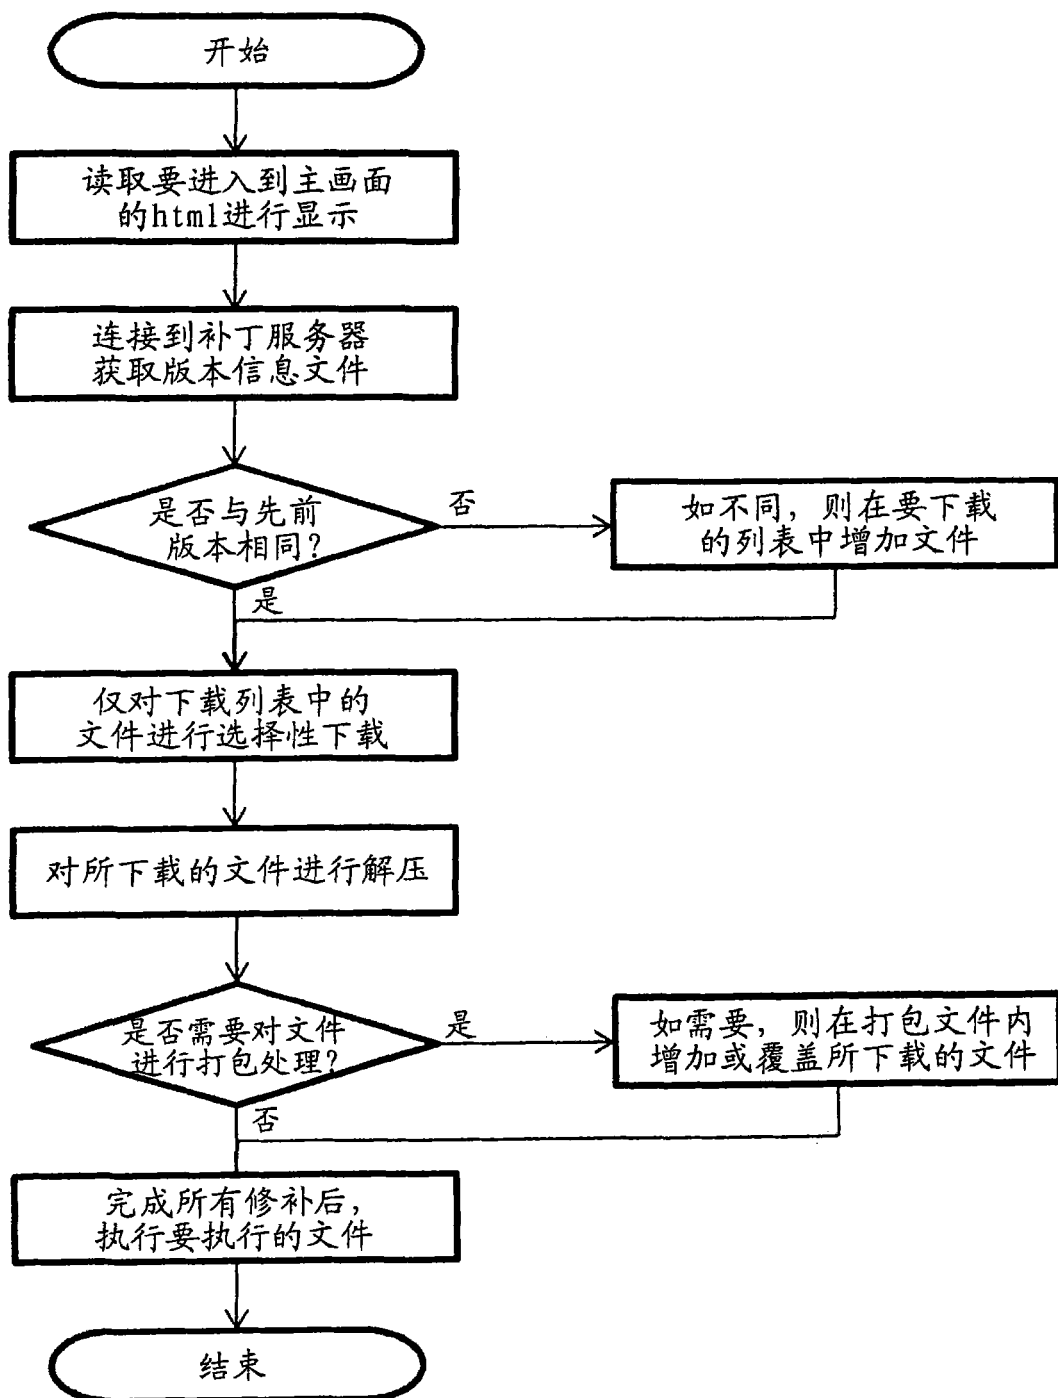 开始
读取要进入到主画面
的html进行显示
连接到补丁服务器
获取版本信息文件
是否与先前
版本相同?
否
如不同，则在要下载
的列表中增加文件
是
仅对下载列表中的
文件进行选择性下载
对所下载的文件进行解压
是否需要对文件
进行打包处理?
是
如需要，则在打包文件内
增加或覆盖所下载的文件
否
完成所有修补后，
执行要执行的文件
结束